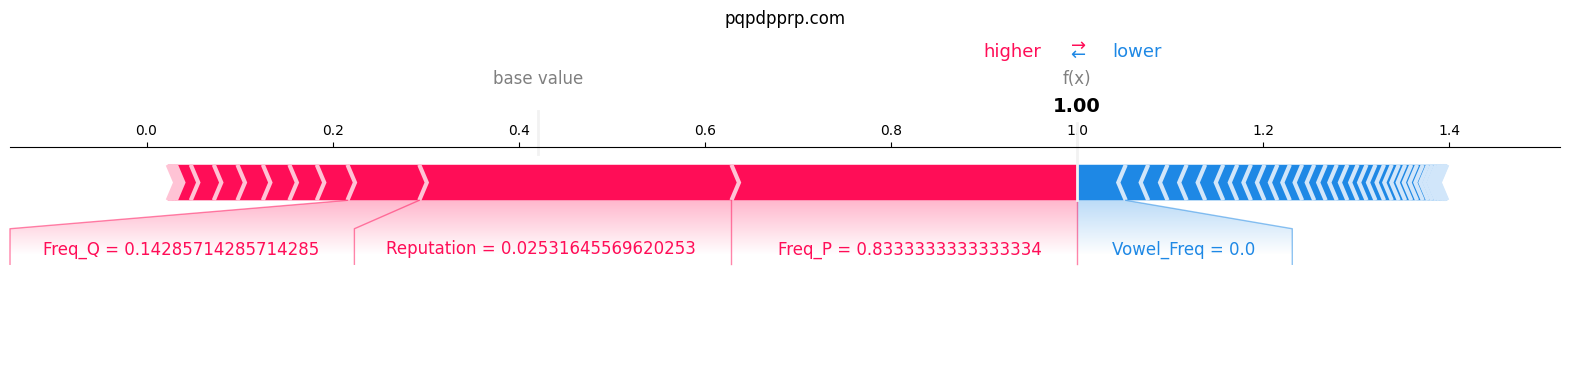 pqpdpprp.com
higher ⇄ lower
base value f(x)
1.00
0.0 0.2 0.4 0.6 0.8 1.0 1.2 1.4
Freq_Q = 0.14285714285714285 Reputation = 0.02531645569620253 Freq_P = 0.8333333333333334 Vowel_Freq = 0.0